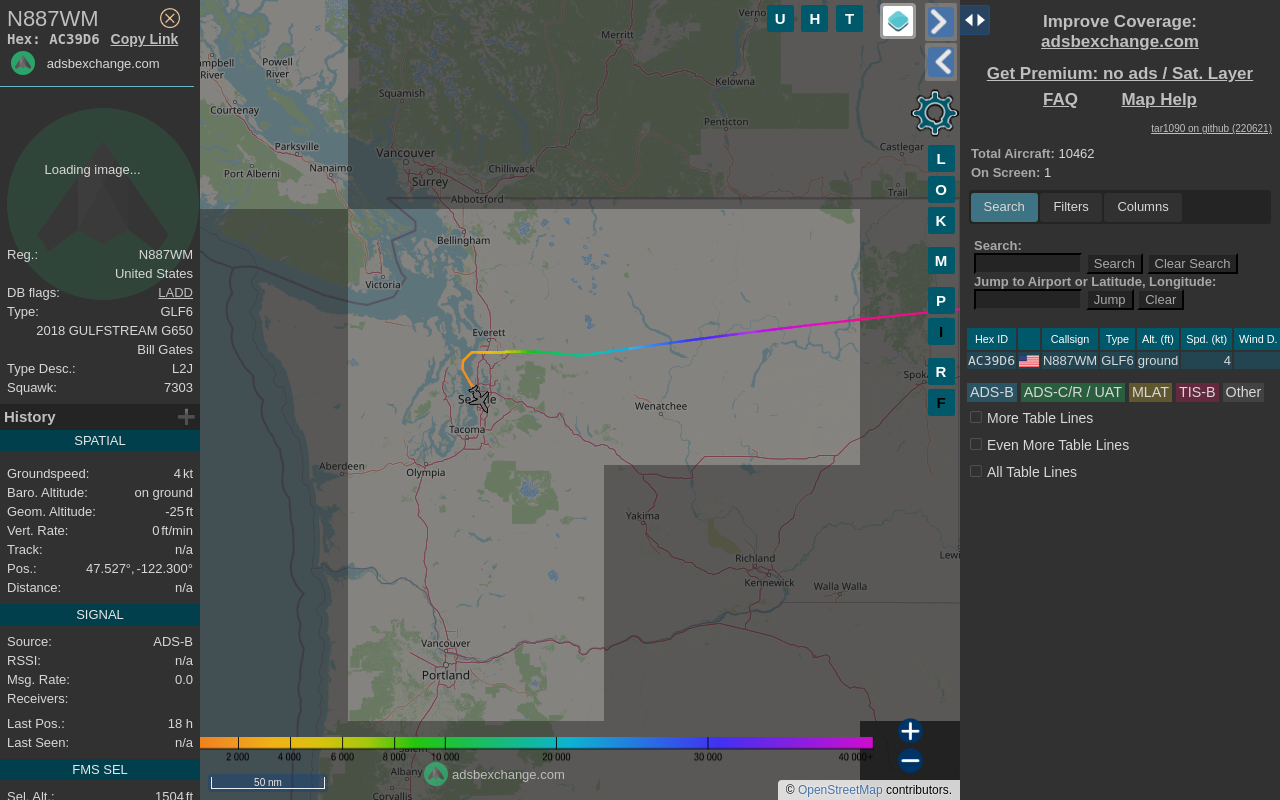 N887WM
Hex: AC39D6 Copy Link
adsbexchange.com
Loading image...
Reg.: N887WM
United States
DB flags: LADD
Type: GLF6
2018 GULFSTREAM G650
Bill Gates
Type Desc.: L2J
Squawk: 7303
History
SPATIAL
Groundspeed: 4 kt
Baro. Altitude: on ground
Geom. Altitude: -25 ft
Vert. Rate: 0 ft/min
Track: n/a
Pos.: 47.527°, -122.300°
Distance: n/a
SIGNAL
Source: ADS-B
RSSI: n/a
Msg. Rate: 0.0
Receivers:
Last Pos.: 18 h
Last Seen: n/a
FMS SEL
Sel. Alt.: 1504 ft
U H T
L
O
K
M
P
I
R
F
Merritt
Powell
River
River
Squamish
Kelowna
Courtenay
Penticton
Parksville
Vancouver
Castlegar
Port Alberni
Nanaimo
Chilliwack
Surrey
Trail
Abbotsford
Bellingham
Victoria
Everett
Wenatchee
Tacoma
Aberdeen
Olympia
Yakima
Richland
Kennewick
Walla Walla
Vancouver
Portland
Albany
Corvallis
2 000 4 000 6 000 8 000 10 000 20 000 30 000 40 000+
adsbexchange.com
50 nm
© OpenStreetMap contributors.
Improve Coverage:
adsbexchange.com
Get Premium: no ads / Sat. Layer
FAQ Map Help
tar1090 on github (220621)
Total Aircraft: 10462
On Screen: 1
Search Filters Columns
Search:
Search Clear Search
Jump to Airport or Latitude, Longitude:
Jump Clear
Hex ID Callsign Type Alt. (ft) Spd. (kt) Wind D.
AC39D6 N887WM GLF6 ground 4
ADS-B ADS-C/R / UAT MLAT TIS-B Other
More Table Lines
Even More Table Lines
All Table Lines